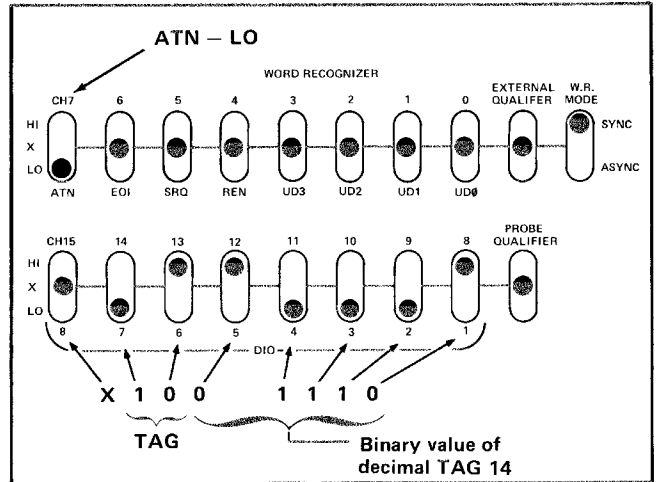 ATN – LO
WORD RECOGNIZER
CH7 6 5 4 3 2 1 0 EXTERNAL QUALIFER W.R. MODE
HI
X
LO
SYNC
ASYNC
ATN EOI SRQ REN UD3 UD2 UD1 UDØ
CH15 14 13 12 11 10 9 8 PROBE QUALIFIER
HI
X
LO
8 7 6 5 4 3 2 1
DIO
X 1 0 0 1 1 1 0
TAG
Binary value of
decimal TAG 14